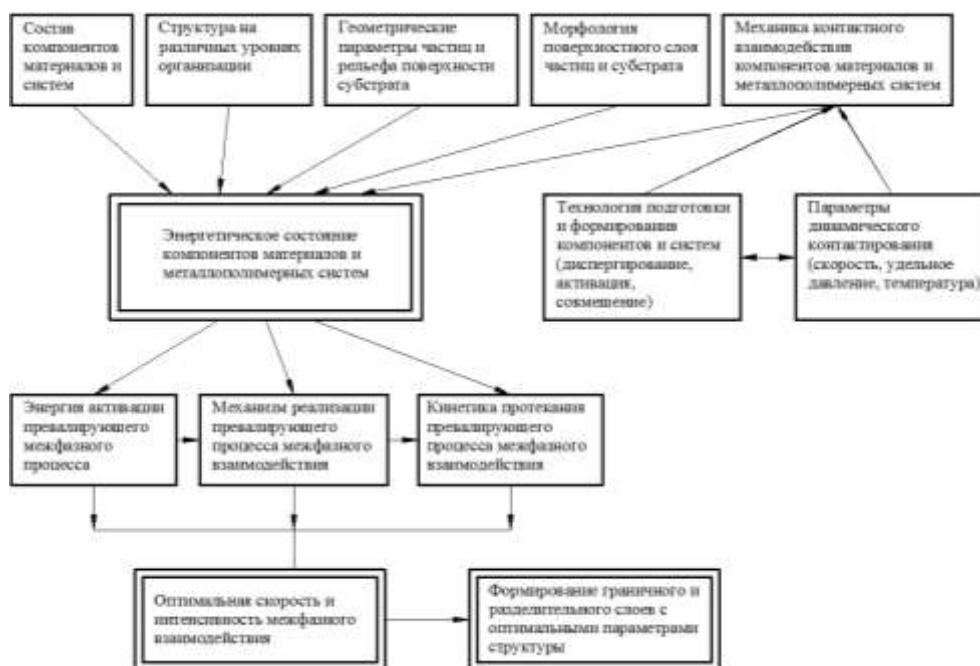 Состав
компонентов
материалов и
систем
Структура на
различных уровнях
организации
Геометрические
параметры частиц и
рельефа поверхности
субстрата
Морфология
поверхностного слоя
частиц и субстрата
Механика контактного
взаимодействия
компонентов материалов и
металлополимерных систем
Энергетическое состояние
компонентов материалов и
металлополимерных систем
Технология подготовки
и формирования
компонентов и систем
(диспергирование,
активация,
совмещение)
Параметры
динамического
контактирования
(скорость, удельное
давление, температура)
Энергия активации
превалирующего
межфазного
процесса
Механизм реализации
превалирующего
процесса межфазного
взаимодействия
Кинетика протекания
превалирующего
процесса межфазного
взаимодействия
Оптимальная скорость и
интенсивность межфазного
взаимодействия
Формирование граничного и
разделительного слоев с
оптимальными параметрами
структуры